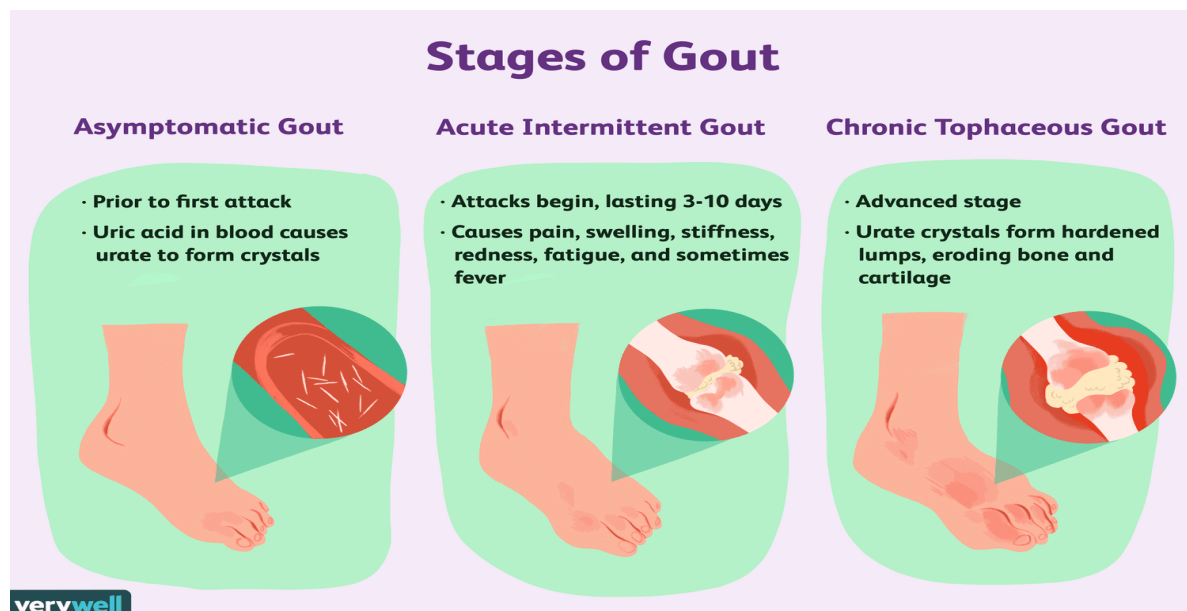 Stages of Gout
Asymptomatic Gout
· Prior to first attack
· Uric acid in blood causes
urate to form crystals
Acute Intermittent Gout
· Attacks begin, lasting 3-10 days
· Causes pain, swelling, stiffness,
redness, fatigue, and sometimes
fever
Chronic Tophaceous Gout
· Advanced stage
· Urate crystals form hardened
lumps, eroding bone and
cartilage
verywell